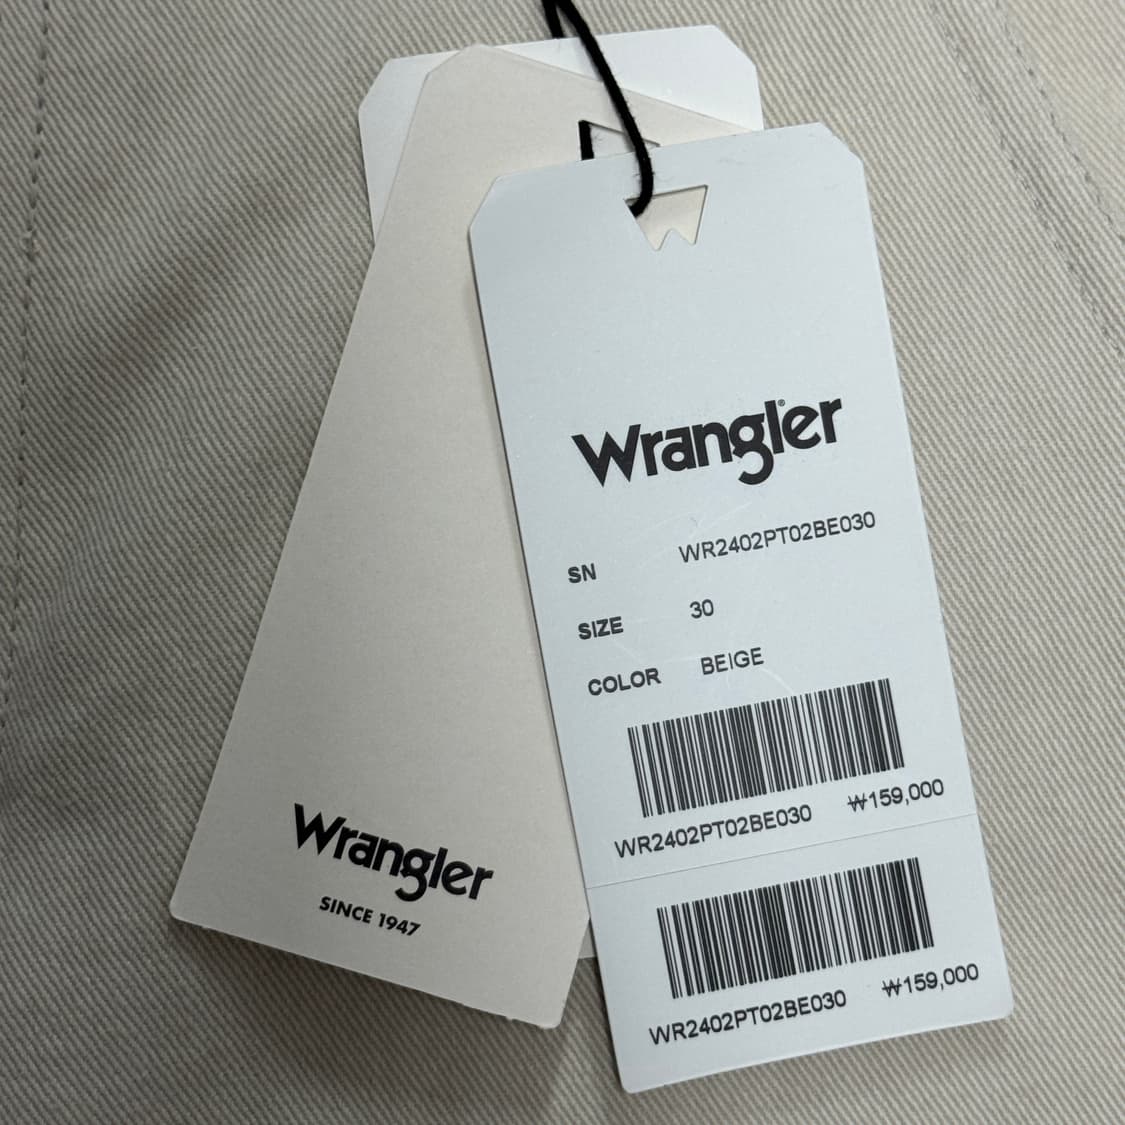 Wrangler®
SN WR2402PT02BE030
SIZE 30
COLOR BEIGE
WR2402PT02BE030 ₩159,000
WR2402PT02BE030 ₩159,000
Wrangler
SINCE 1947